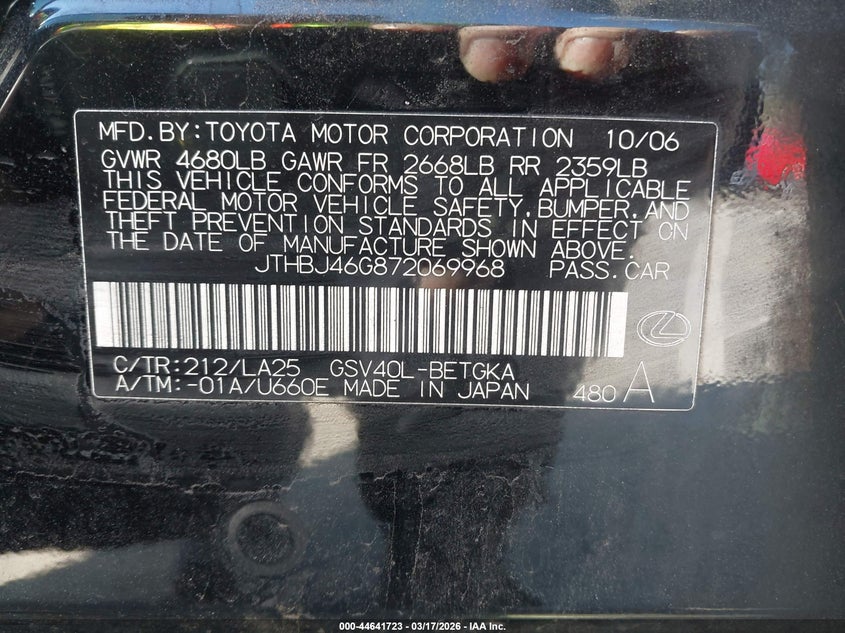 MFD.BY:TOYOTA MOTOR CORPORATION 10/06
GVWR 4680LB GAWR FR 2668LB RR 2359LB
THIS VEHICLE CONFORMS TO ALL APPLICABLE
FEDERAL MOTOR VEHICLE SAFETY,BUMPER,AND
THEFT PREVENTION STANDARDS IN EFFECT ON
THE DATE OF MANUFACTURE SHOWN ABOVE.
JTHBJ46G872069968 PASS.CAR
C/TR:212/LA25 GSV40L-BETGKA
A/TM:-01A/U660E MADE IN JAPAN 480 A
000-44641723 — 03/17/2026 — IAA Inc.